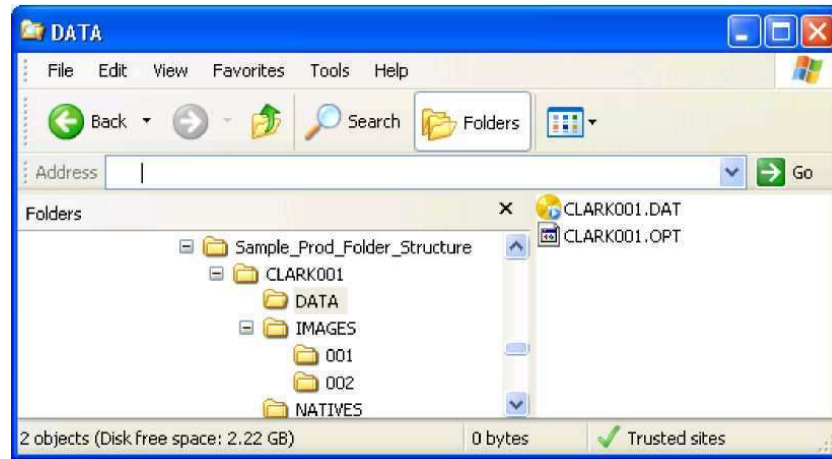 DATA
File Edit View Favorites Tools Help
Back Search Folders
Address Go
Folders
Sample_Prod_Folder_Structure
CLARK001
DATA
IMAGES
001
002
NATIVES
CLARK001.DAT
CLARK001.OPT
2 objects (Disk free space: 2.22 GB) 0 bytes Trusted sites